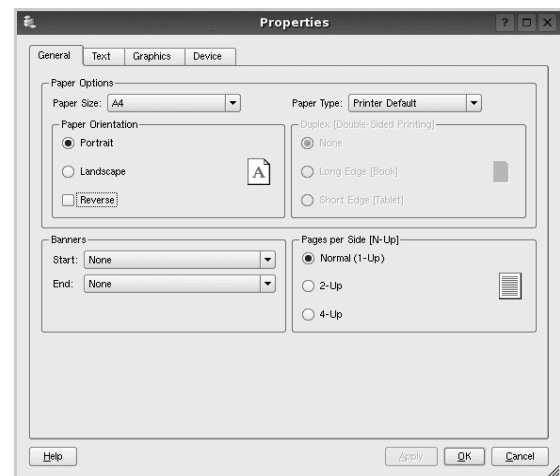 Properties
General Text Graphics Device
Paper Options
Paper Size: A4 Paper Type: Printer Default
Paper Orientation
Portrait
Landscape
Reverse
A
Duplex [Double-Sided Printing]
None
Long Edge [Book]
Short Edge [Tablet]
Banners
Start: None
End: None
Pages per Side [N-Up]
Normal (1-Up)
2-Up
4-Up
Help Apply OK Cancel